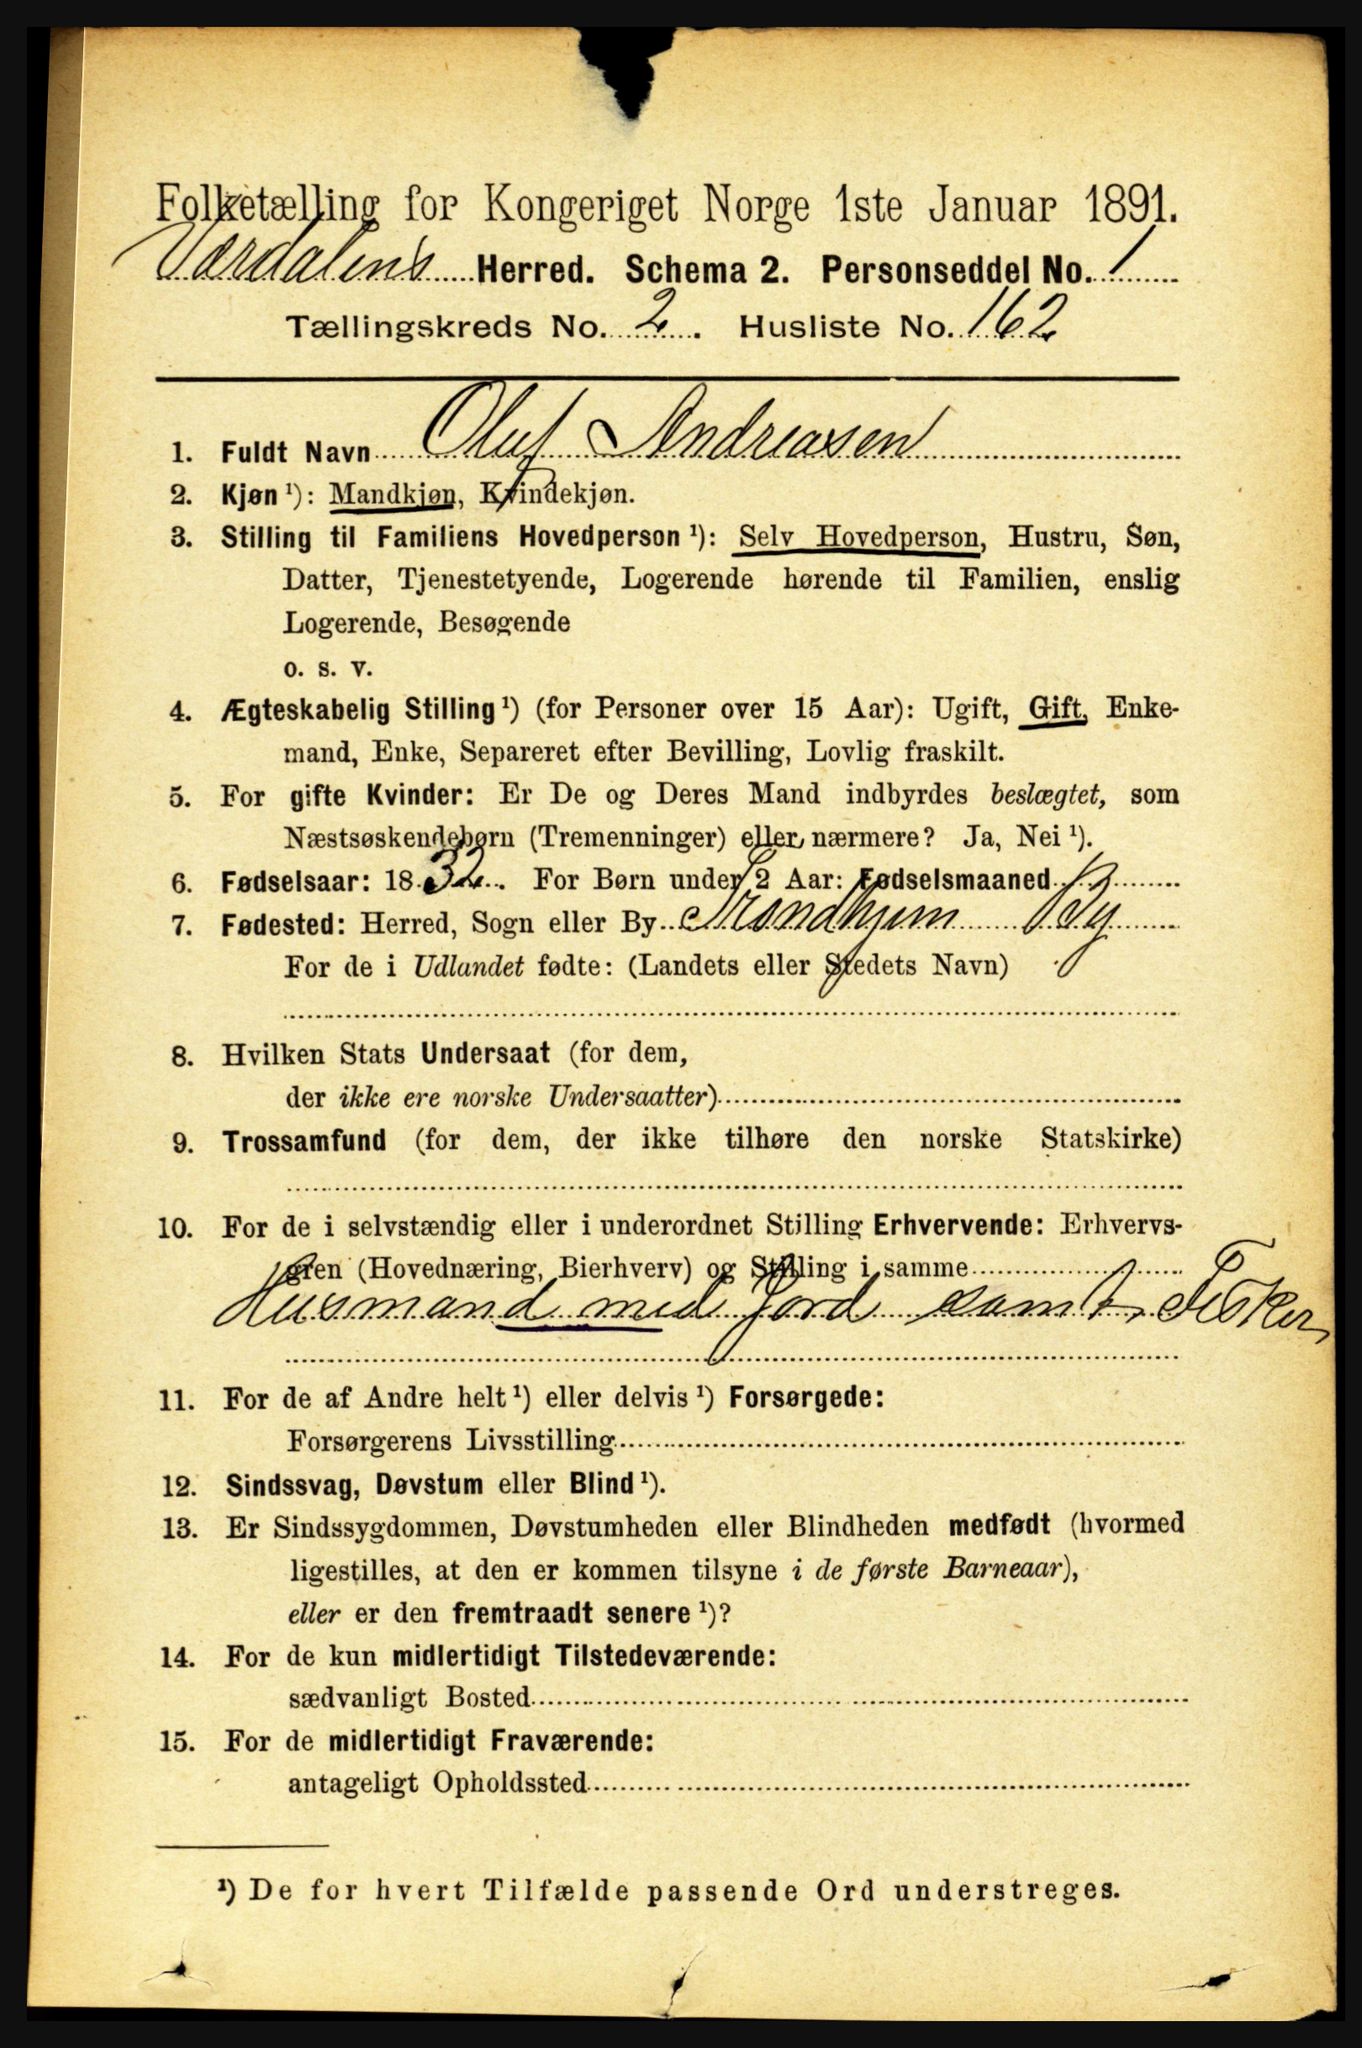 Folketælling for Kongeriget Norge 1ste Januar 1891.
Værdalens Herred. Schema 2. Personseddel No. 1
Tællingskreds No. 2. Husliste No. 162
1. Fuldt Navn Oluf Andreasen
2. Kjøn ¹): Mandkjøn, Kvindekjøn.
3. Stilling til Familiens Hovedperson ¹): Selv Hovedperson, Hustru, Søn,
Datter, Tjenestetyende, Logerende hørende til Familien, enslig
Logerende, Besøgende
o. s. v.
4. Ægteskabelig Stilling ¹) (for Personer over 15 Aar): Ugift, Gift, Enke-
mand, Enke, Separeret efter Bevilling, Lovlig fraskilt.
5. For gifte Kvinder: Er De og Deres Mand indbyrdes beslægtet, som
Næstsøskendebørn (Tremenninger) eller nærmere? Ja, Nei ¹).
6. Fødselsaar: 1832. For Børn under 2 Aar: Fødselsmaaned
7. Fødested: Herred, Sogn eller By Trondhjem By
For de i Udlandet fødte: (Landets eller Stedets Navn)
8. Hvilken Stats Undersaat (for dem,
der ikke ere norske Undersaatter)
9. Trossamfund (for dem, der ikke tilhøre den norske Statskirke)
10. For de i selvstændig eller i underordnet Stilling Erhvervende: Erhvervs-
gren (Hovednæring, Bierhverv) og Stilling i samme
Husmand med Jord samt Fisker
11. For de af Andre helt ¹) eller delvis ¹) Forsørgede:
Forsørgerens Livsstilling
12. Sindssvag, Døvstum eller Blind ¹).
13. Er Sindssygdommen, Døvstumheden eller Blindheden medfødt (hvormed
ligestilles, at den er kommen tilsyne i de første Barneaar),
eller er den fremtraadt senere ¹)?
14. For de kun midlertidigt Tilstedeværende:
sædvanligt Bosted
15. For de midlertidigt Fraværende:
antageligt Opholdssted
¹) De for hvert Tilfælde passende Ord understreges.